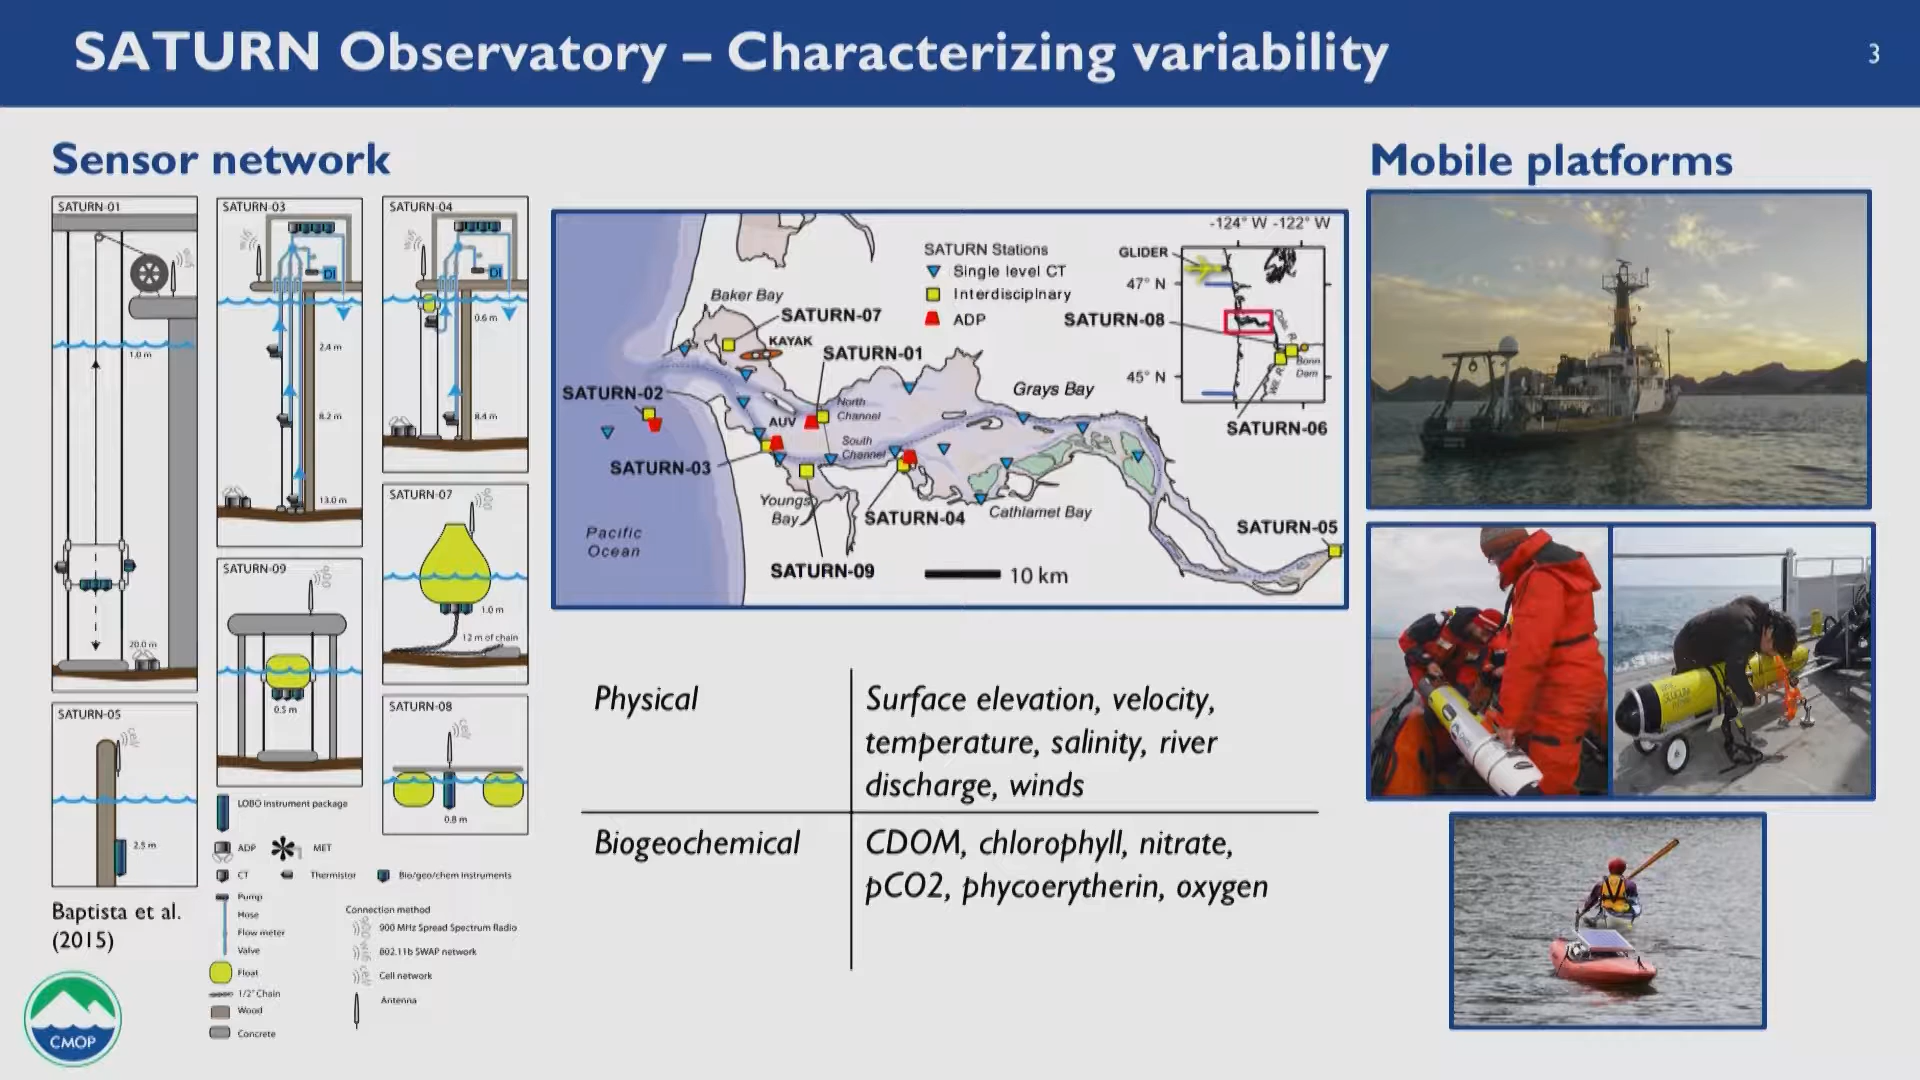 SATURN Observatory – Characterizing variability
3
Sensor network
Mobile platforms
SATURN-01
1.0 m
20.0 m
SATURN-03
DI
2.4 m
8.2 m
13.0 m
SATURN-04
DI
0.6 m
8.4 m
SATURN-07
1.0 m
12 m of chain
SATURN-09
0.5 m
SATURN-05
2.5 m
SATURN-08
cell
0.8 m
LOBO instrument package
ADP
MET
CT
Thermistor
Bio/geo/chem instruments
Pump
Hose
Flow meter
Valve
Float
1/2" Chain
Wood
Concrete
Connection method
900 MHz Spread Spectrum Radio
802.11b SWAP network
Cell network
Antenna
Baptista et al.
(2015)
CMOP
SATURN Stations
Single level CT
Interdisciplinary
ADP
-124° W -122° W
GLIDER
47° N
SATURN-08
45° N
Bonn
Dam
SATURN-06
Baker Bay
SATURN-07
KAYAK
SATURN-01
SATURN-02
North
Channel
AUV
South
Channel
Grays Bay
SATURN-03
Youngs
Bay
SATURN-04
Cathlamet Bay
SATURN-05
Pacific
Ocean
SATURN-09
10 km
Physical
Surface elevation, velocity,
temperature, salinity, river
discharge, winds
Biogeochemical
CDOM, chlorophyll, nitrate,
pCO2, phycoerytherin, oxygen